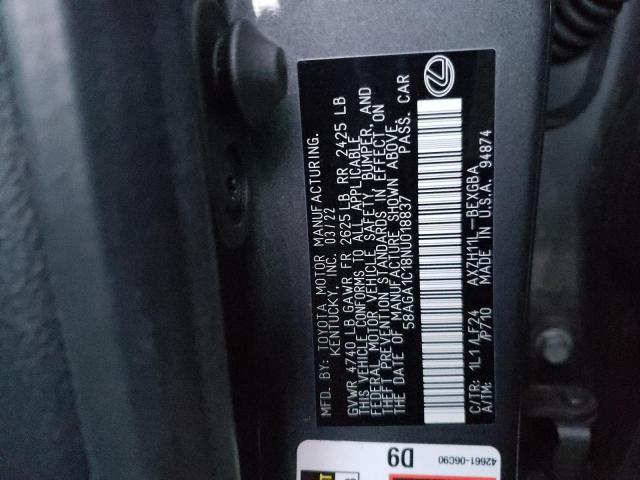 MFD. BY: TOYOTA MOTOR MANUFACTURING.
KENTUCKY, INC. 03/22
GVWR 4740 LB GAWR FR 2625LB RR 2425 LB
THIS VEHICLE CONFORMS TO ALL APPLICABLE
FEDERAL MOTOR VEHICLE SAFETY, BUMPER, AND
THEFT PREVENTION STANDARDS IN EFFECT ON
THE DATE OF MANUFACTURE SHOWN ABOVE.
58AGA1C18NU018837 PASS. CAR
C/TR: 1L1/LF24 AXZH11L-BEXGBA
A/TM: /P710 MADE IN U.S.A. 94874
42661-06C90
D9